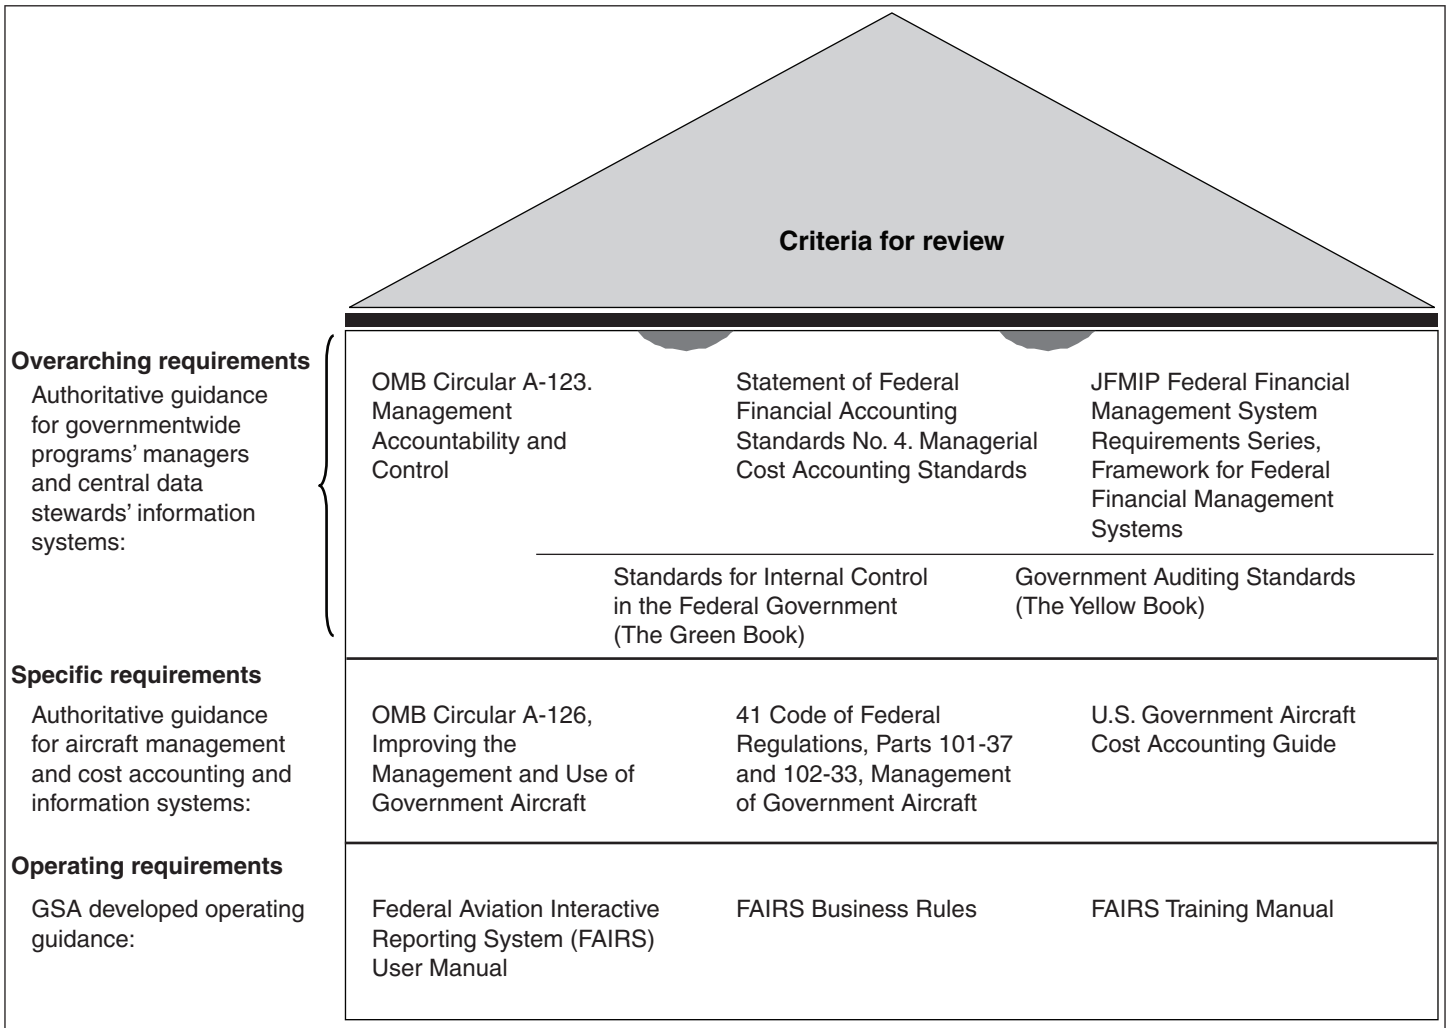 Criteria for review
Overarching requirements
Authoritative guidance
for governmentwide
programs’ managers
and central data
stewards’ information
systems:
OMB Circular A-123.
Management
Accountability and
Control
Statement of Federal
Financial Accounting
Standards No. 4. Managerial
Cost Accounting Standards
JFMIP Federal Financial
Management System
Requirements Series,
Framework for Federal
Financial Management
Systems
Standards for Internal Control
in the Federal Government
(The Green Book)
Government Auditing Standards
(The Yellow Book)
Specific requirements
Authoritative guidance
for aircraft management
and cost accounting and
information systems:
OMB Circular A-126,
Improving the
Management and Use of
Government Aircraft
41 Code of Federal
Regulations, Parts 101-37
and 102-33, Management
of Government Aircraft
U.S. Government Aircraft
Cost Accounting Guide
Operating requirements
GSA developed operating
guidance:
Federal Aviation Interactive
Reporting System (FAIRS)
User Manual
FAIRS Business Rules
FAIRS Training Manual